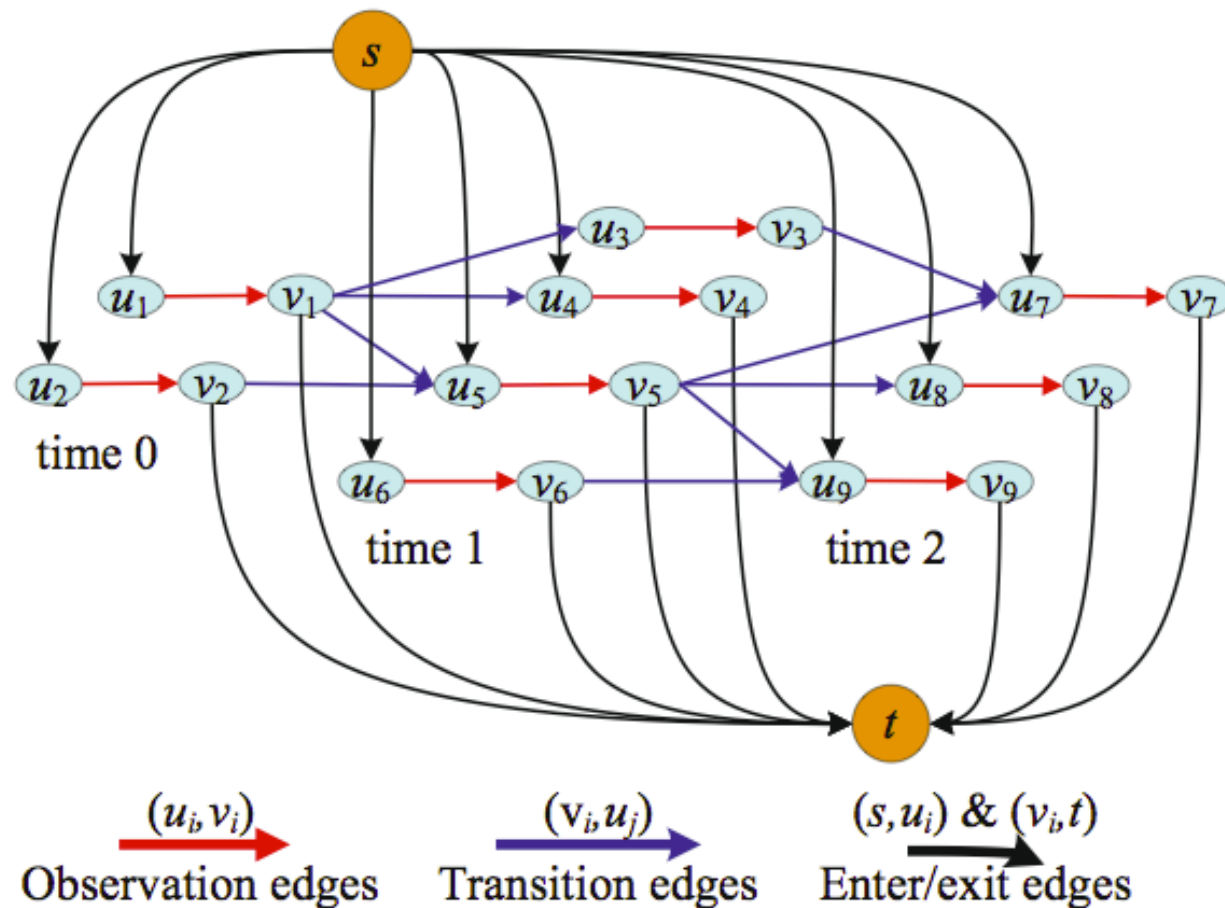 s
u3 v3
u1 v1 u4 v4 u7 v7
u2 v2 u5 v5 u8 v8
time 0
u6 v6 u9 v9
time 1 time 2
t
(ui,vi) (vi,uj) (s,ui) & (vi,t)
Observation edges Transition edges Enter/exit edges